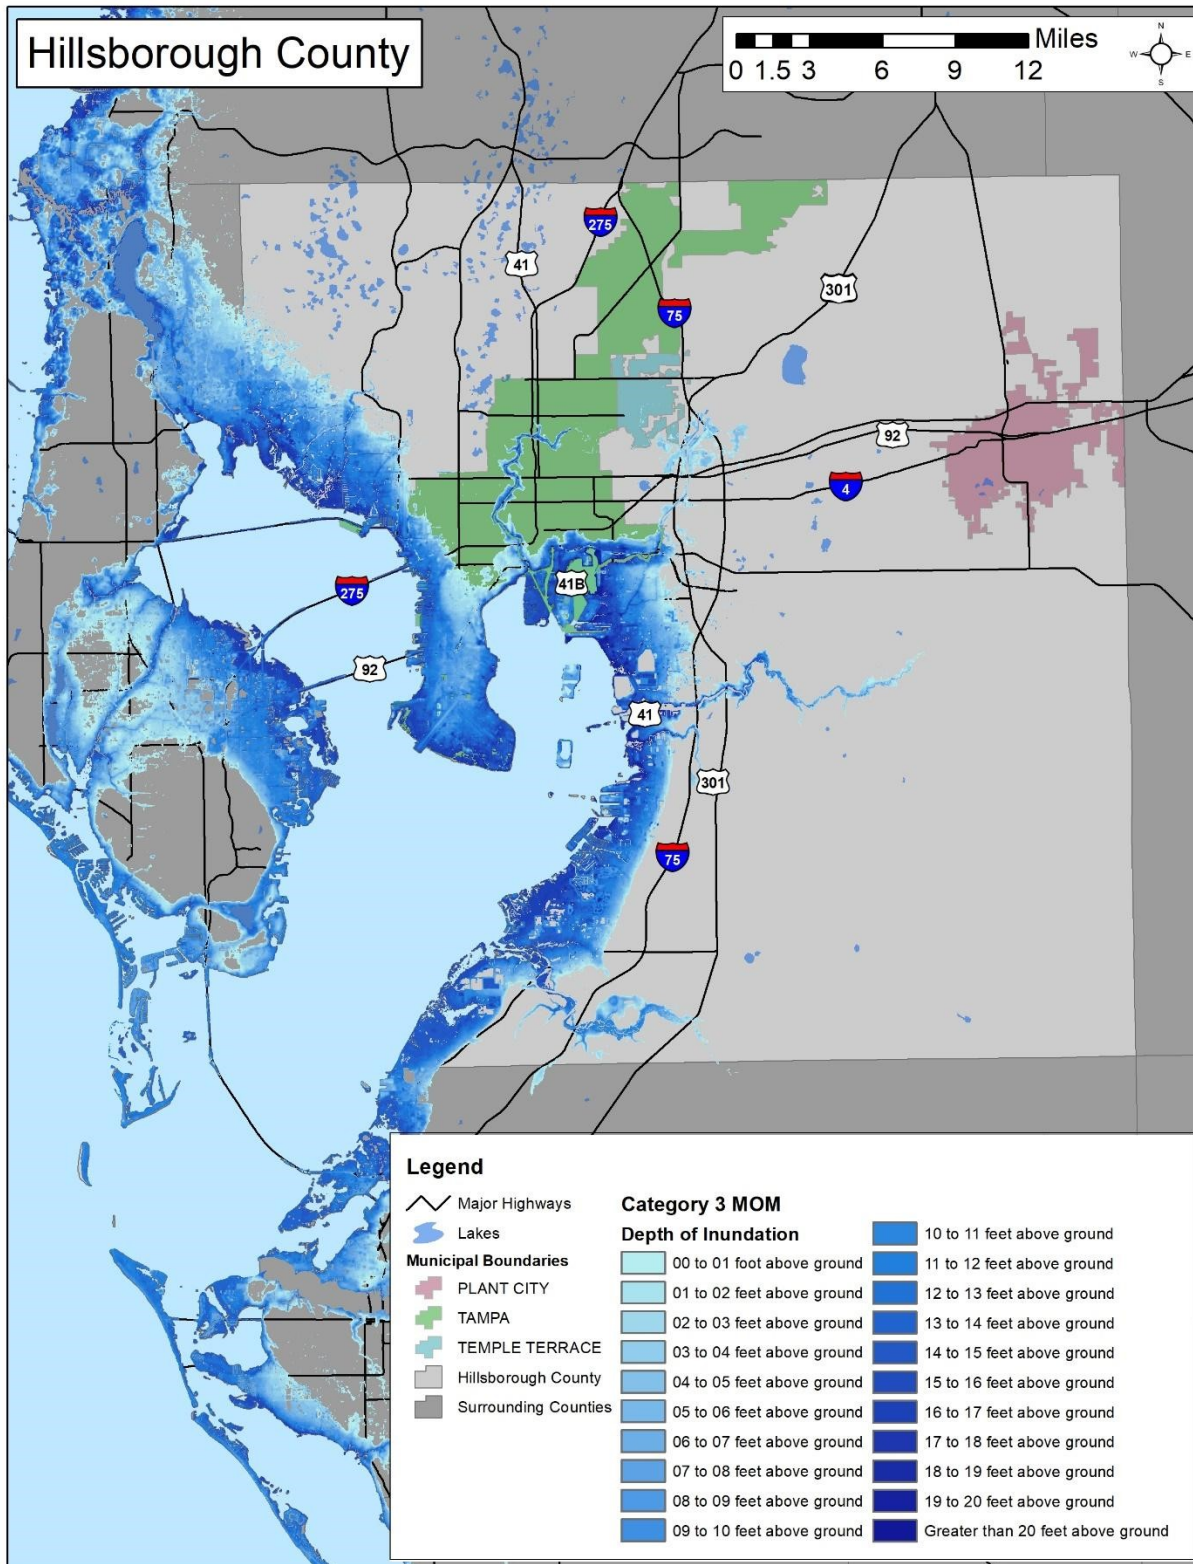 Hillsborough County
Miles
0 1.5 3 6 9 12
N
W E
S
275
41
301
75
92
4
41B
275
92
41
301
75
Legend
Major Highways
Lakes
Municipal Boundaries
PLANT CITY
TAMPA
TEMPLE TERRACE
Hillsborough County
Surrounding Counties
Category 3 MOM
Depth of Inundation
00 to 01 foot above ground
01 to 02 feet above ground
02 to 03 feet above ground
03 to 04 feet above ground
04 to 05 feet above ground
05 to 06 feet above ground
06 to 07 feet above ground
07 to 08 feet above ground
08 to 09 feet above ground
09 to 10 feet above ground
10 to 11 feet above ground
11 to 12 feet above ground
12 to 13 feet above ground
13 to 14 feet above ground
14 to 15 feet above ground
15 to 16 feet above ground
16 to 17 feet above ground
17 to 18 feet above ground
18 to 19 feet above ground
19 to 20 feet above ground
Greater than 20 feet above ground